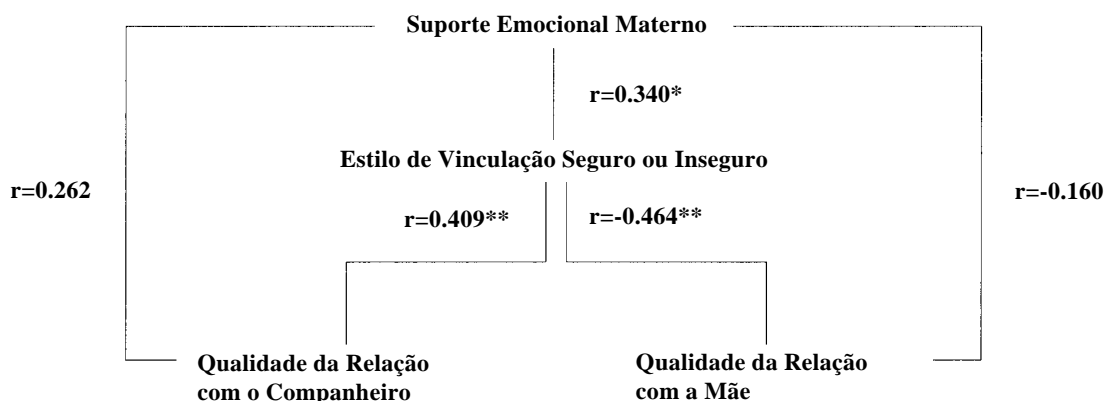 Suporte Emocional Materno
r=0.340*
Estilo de Vinculação Seguro ou Inseguro
r=0.262
r=-0.160
r=0.409**
r=-0.464**
Qualidade da Relação
com o Companheiro
Qualidade da Relação
com a Mãe